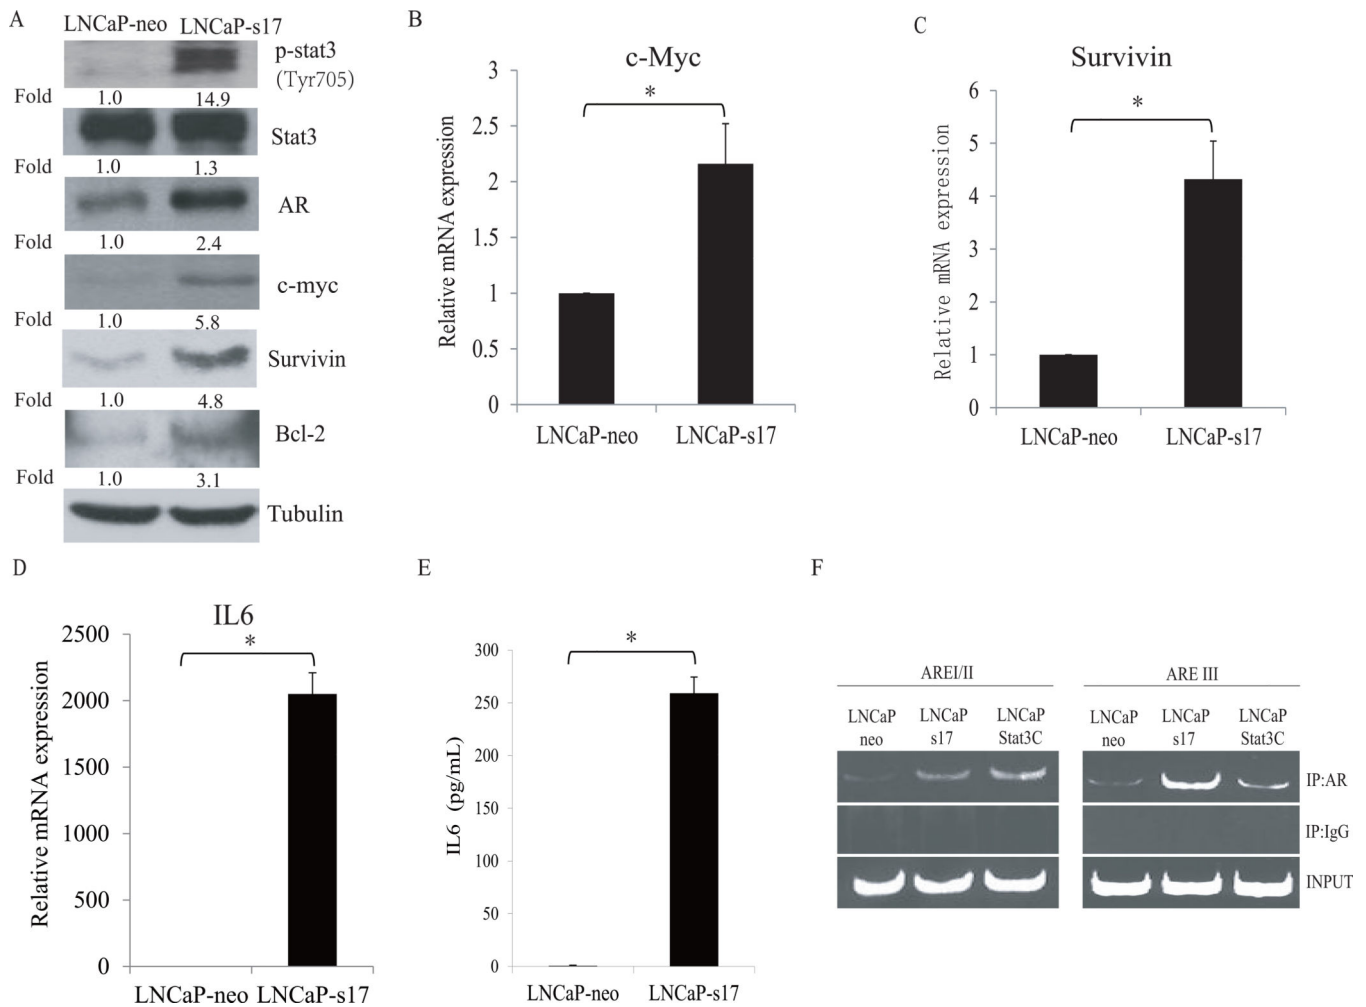 A
LNCaP-neo LNCaP-s17
p-stat3
(Tyr705)
Fold 1.0 14.9
Stat3
Fold 1.0 1.3
AR
Fold 1.0 2.4
c-myc
Fold 1.0 5.8
Survivin
Fold 1.0 4.8
Bcl-2
Fold 1.0 3.1
Tubulin
B
c-Myc
*
Relative mRNA expression
3
2.5
2
1.5
1
0.5
0
LNCaP-neo LNCaP-s17
C
Survivin
*
Relative mRNA expression
6
5
4
3
2
1
0
LNCaP-neo LNCaP-s17
D
IL6
*
Relative mRNA expression
2500
2000
1500
1000
500
0
LNCaP-neo LNCaP-s17
E
*
IL6 (pg/mL)
300
250
200
150
100
50
0
LNCaP-neo LNCaP-s17
F
AREI/II
LNCaP LNCaP LNCaP
neo s17 Stat3C
ARE III
LNCaP LNCaP LNCaP
neo s17 Stat3C
IP:AR
IP:IgG
INPUT